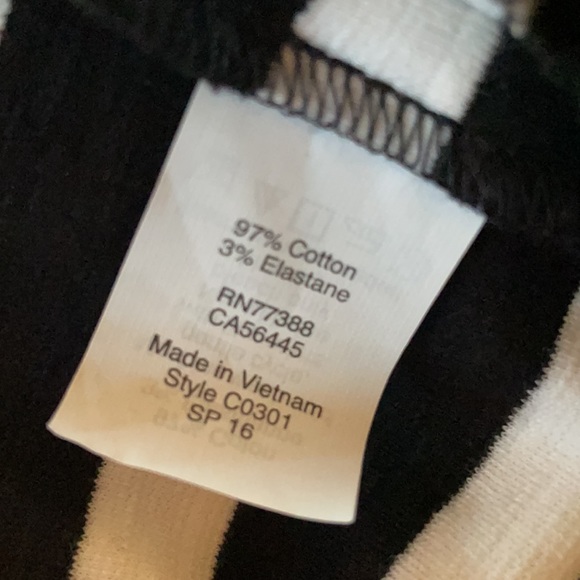 97% Cotton
3% Elastane
RN77388
CA56445
Made in Vietnam
Style C0301
SP 16